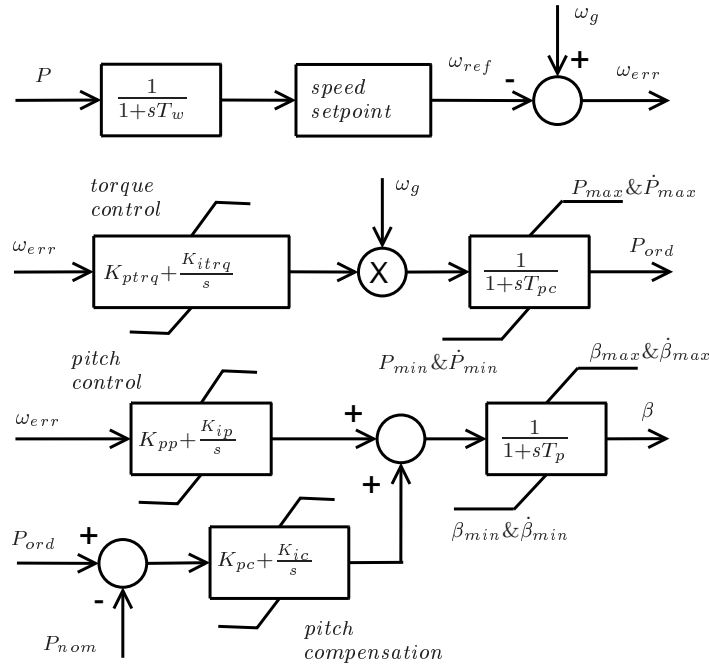 ω_g
P
1/(1+sT_w)
speed
setpoint
ω_ref
-
+
ω_err
torque
control
ω_g
P_max&Ṗ_max
ω_err
K_ptrq+K_itrq/s
X
1/(1+sT_pc)
P_ord
P_min&Ṗ_min
pitch
control
β_max&β̇_max
ω_err
K_pp+K_ip/s
+
+
1/(1+sT_p)
β
β_min&β̇_min
P_ord
+
-
K_pc+K_ic/s
P_nom
pitch
compensation